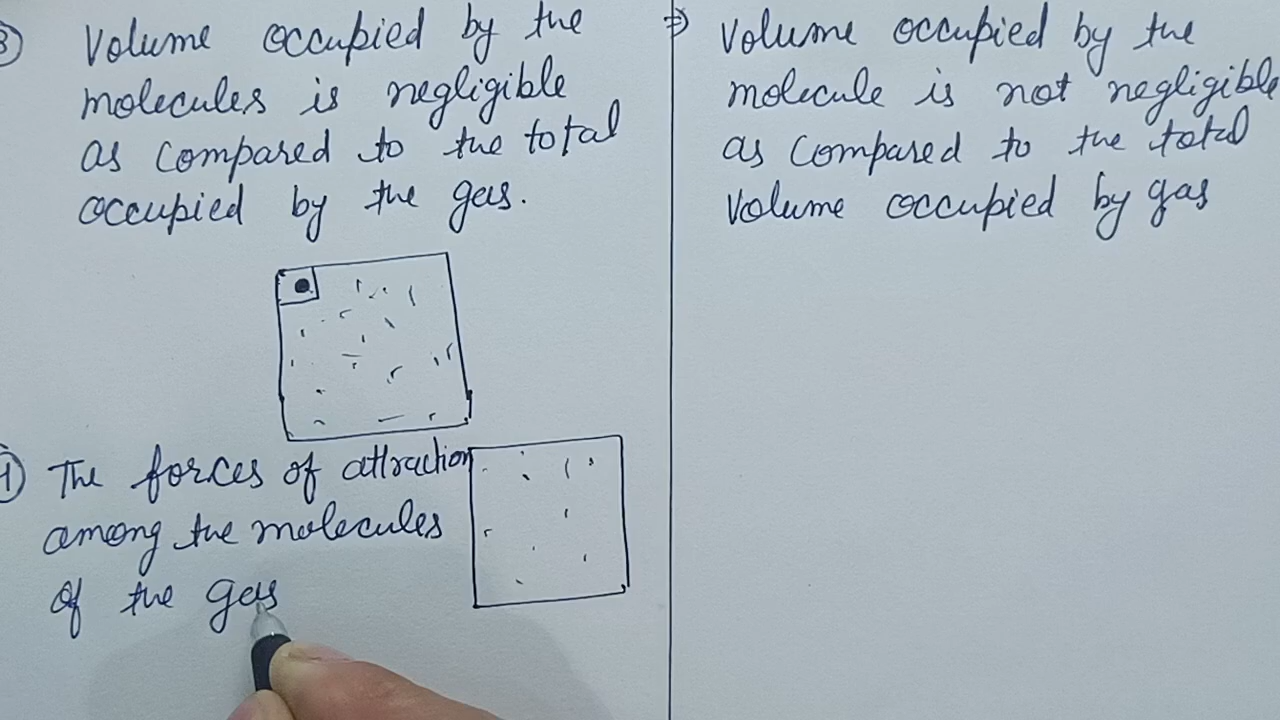 3 Volume occupied by the
molecules is negligible
as compared to the total
occupied by the gas.
4 The forces of attraction
among the molecules
of the gas
⇒ Volume occupied by the
molecule is not negligible
as compared to the total
volume occupied by gas